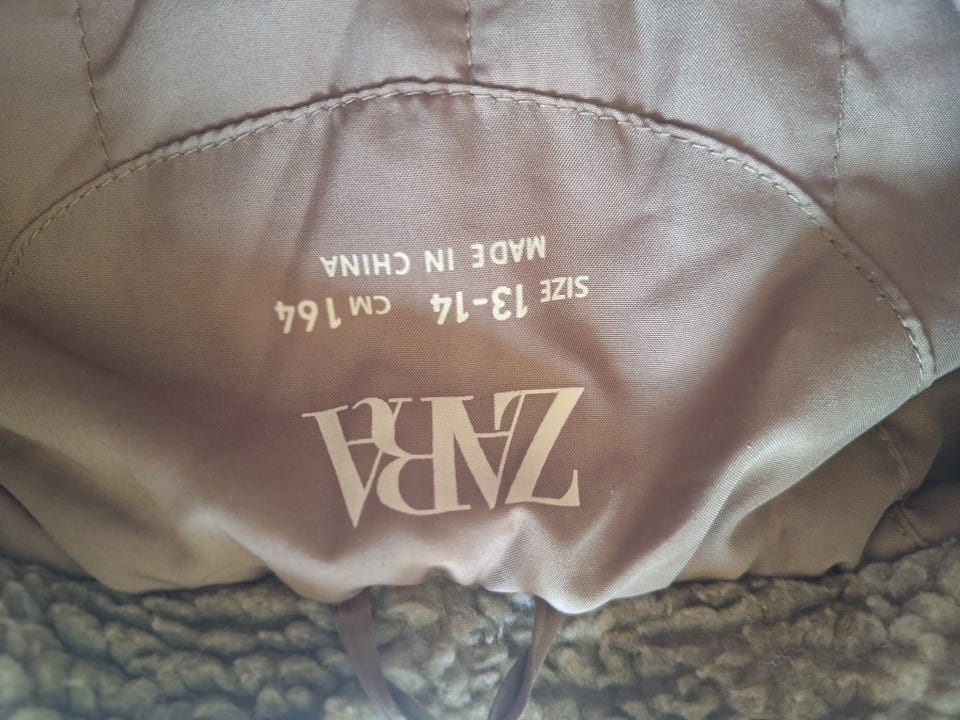 ZARA
SIZE 13-14 CM 164
MADE IN CHINA